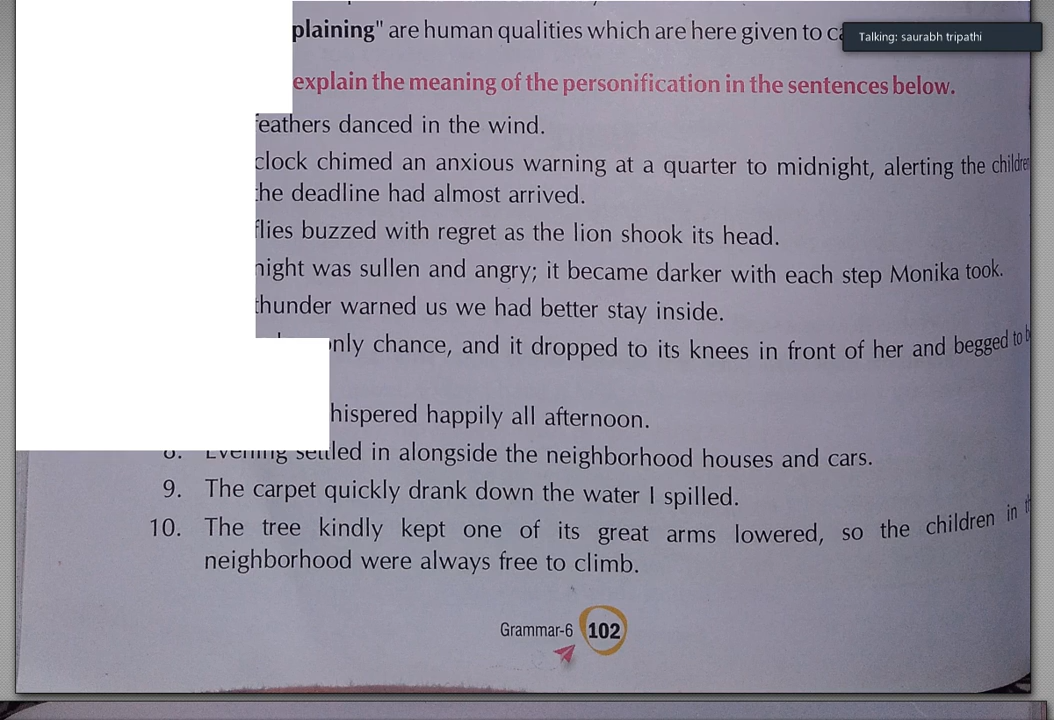 plaining" are human qualities which are here given to
Talking: saurabh tripathi
explain the meaning of the personification in the sentences below.
feathers danced in the wind.
clock chimed an anxious warning at a quarter to midnight, alerting the children
the deadline had almost arrived.
flies buzzed with regret as the lion shook its head.
night was sullen and angry; it became darker with each step Monika took.
thunder warned us we had better stay inside.
only chance, and it dropped to its knees in front of her and begged to
hispered happily all afternoon.
8. Evening settled in alongside the neighborhood houses and cars.
9. The carpet quickly drank down the water I spilled.
10. The tree kindly kept one of its great arms lowered, so the children in
neighborhood were always free to climb.
Grammar-6 102